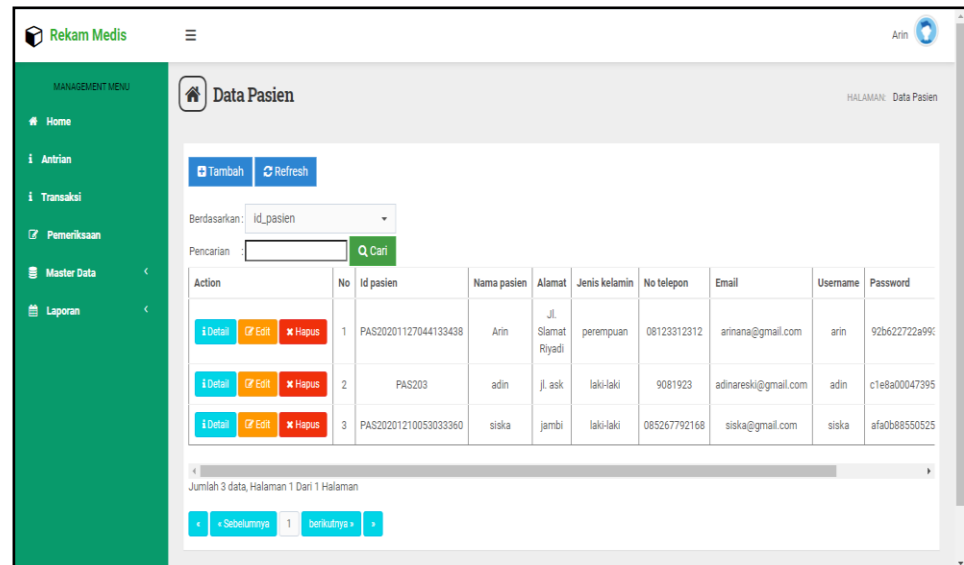 Rekam Medis
Arin
MANAGEMENT MENU
Home
Antrian
Transaksi
Pemeriksaan
Master Data
Laporan
Data Pasien
HALAMAN: Data Pasien
Tambah Refresh
Berdasarkan : id_pasien
Pencarian : Cari
Action No Id pasien Nama pasien Alamat Jenis kelamin No telepon Email Username Password
Detail Edit Hapus 1 PAS20201127044133438 Arin Jl. Slamat Riyadi perempuan 08123312312 arinana@gmail.com arin 92b622722a99
Detail Edit Hapus 2 PAS203 adin jl. ask laki-laki 9081923 adinareski@gmail.com adin c1e8a00047395
Detail Edit Hapus 3 PAS20201210053033360 siska jambi laki-laki 085267792168 siska@gmail.com siska afa0b88550525
Jumlah 3 data, Halaman 1 Dari 1 Halaman
« « Sebelumnya 1 berikutnya » »